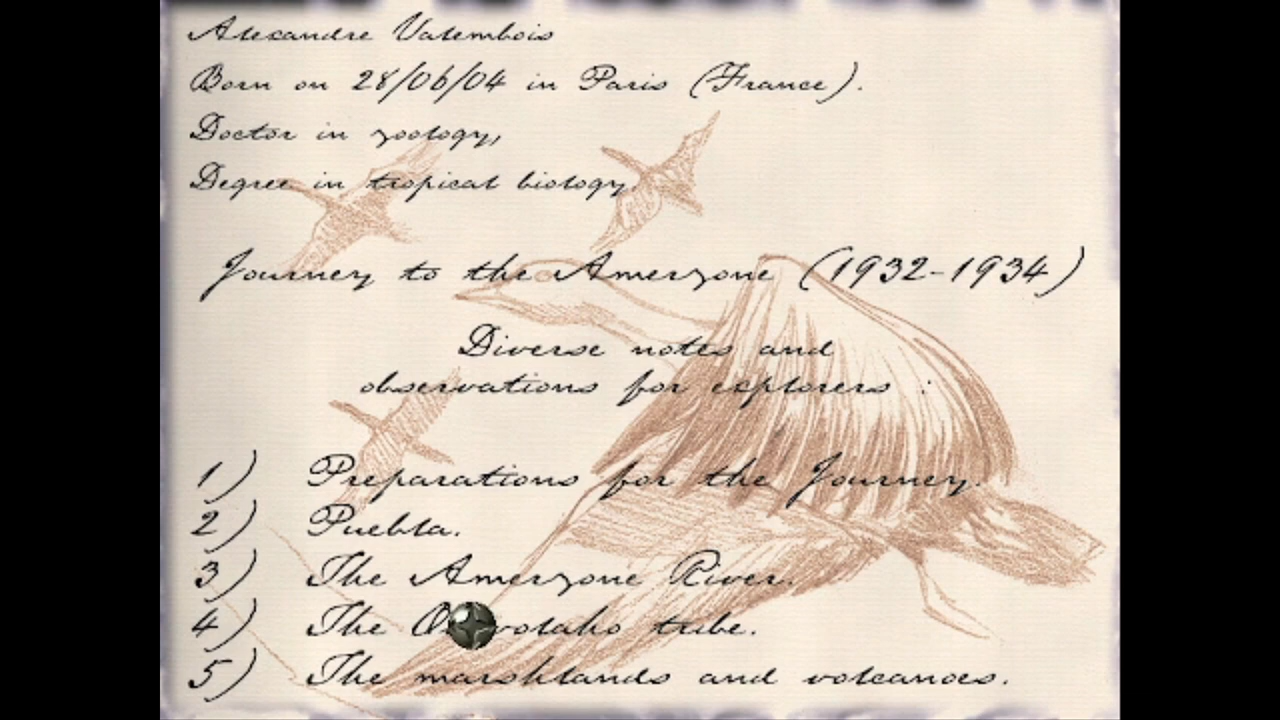 Alexandre Valembois
Born on 28/06/04 in Paris (France).
Doctor in zoology,
Degree in tropical biology
Journey to the Amerzone (1932-1934)
Diverse notes and
observations for explorers :
1) Preparations for the Journey.
2) Puebla.
3) The Amerzone River.
4) The tribe.
5) The marshlands and volcanoes.